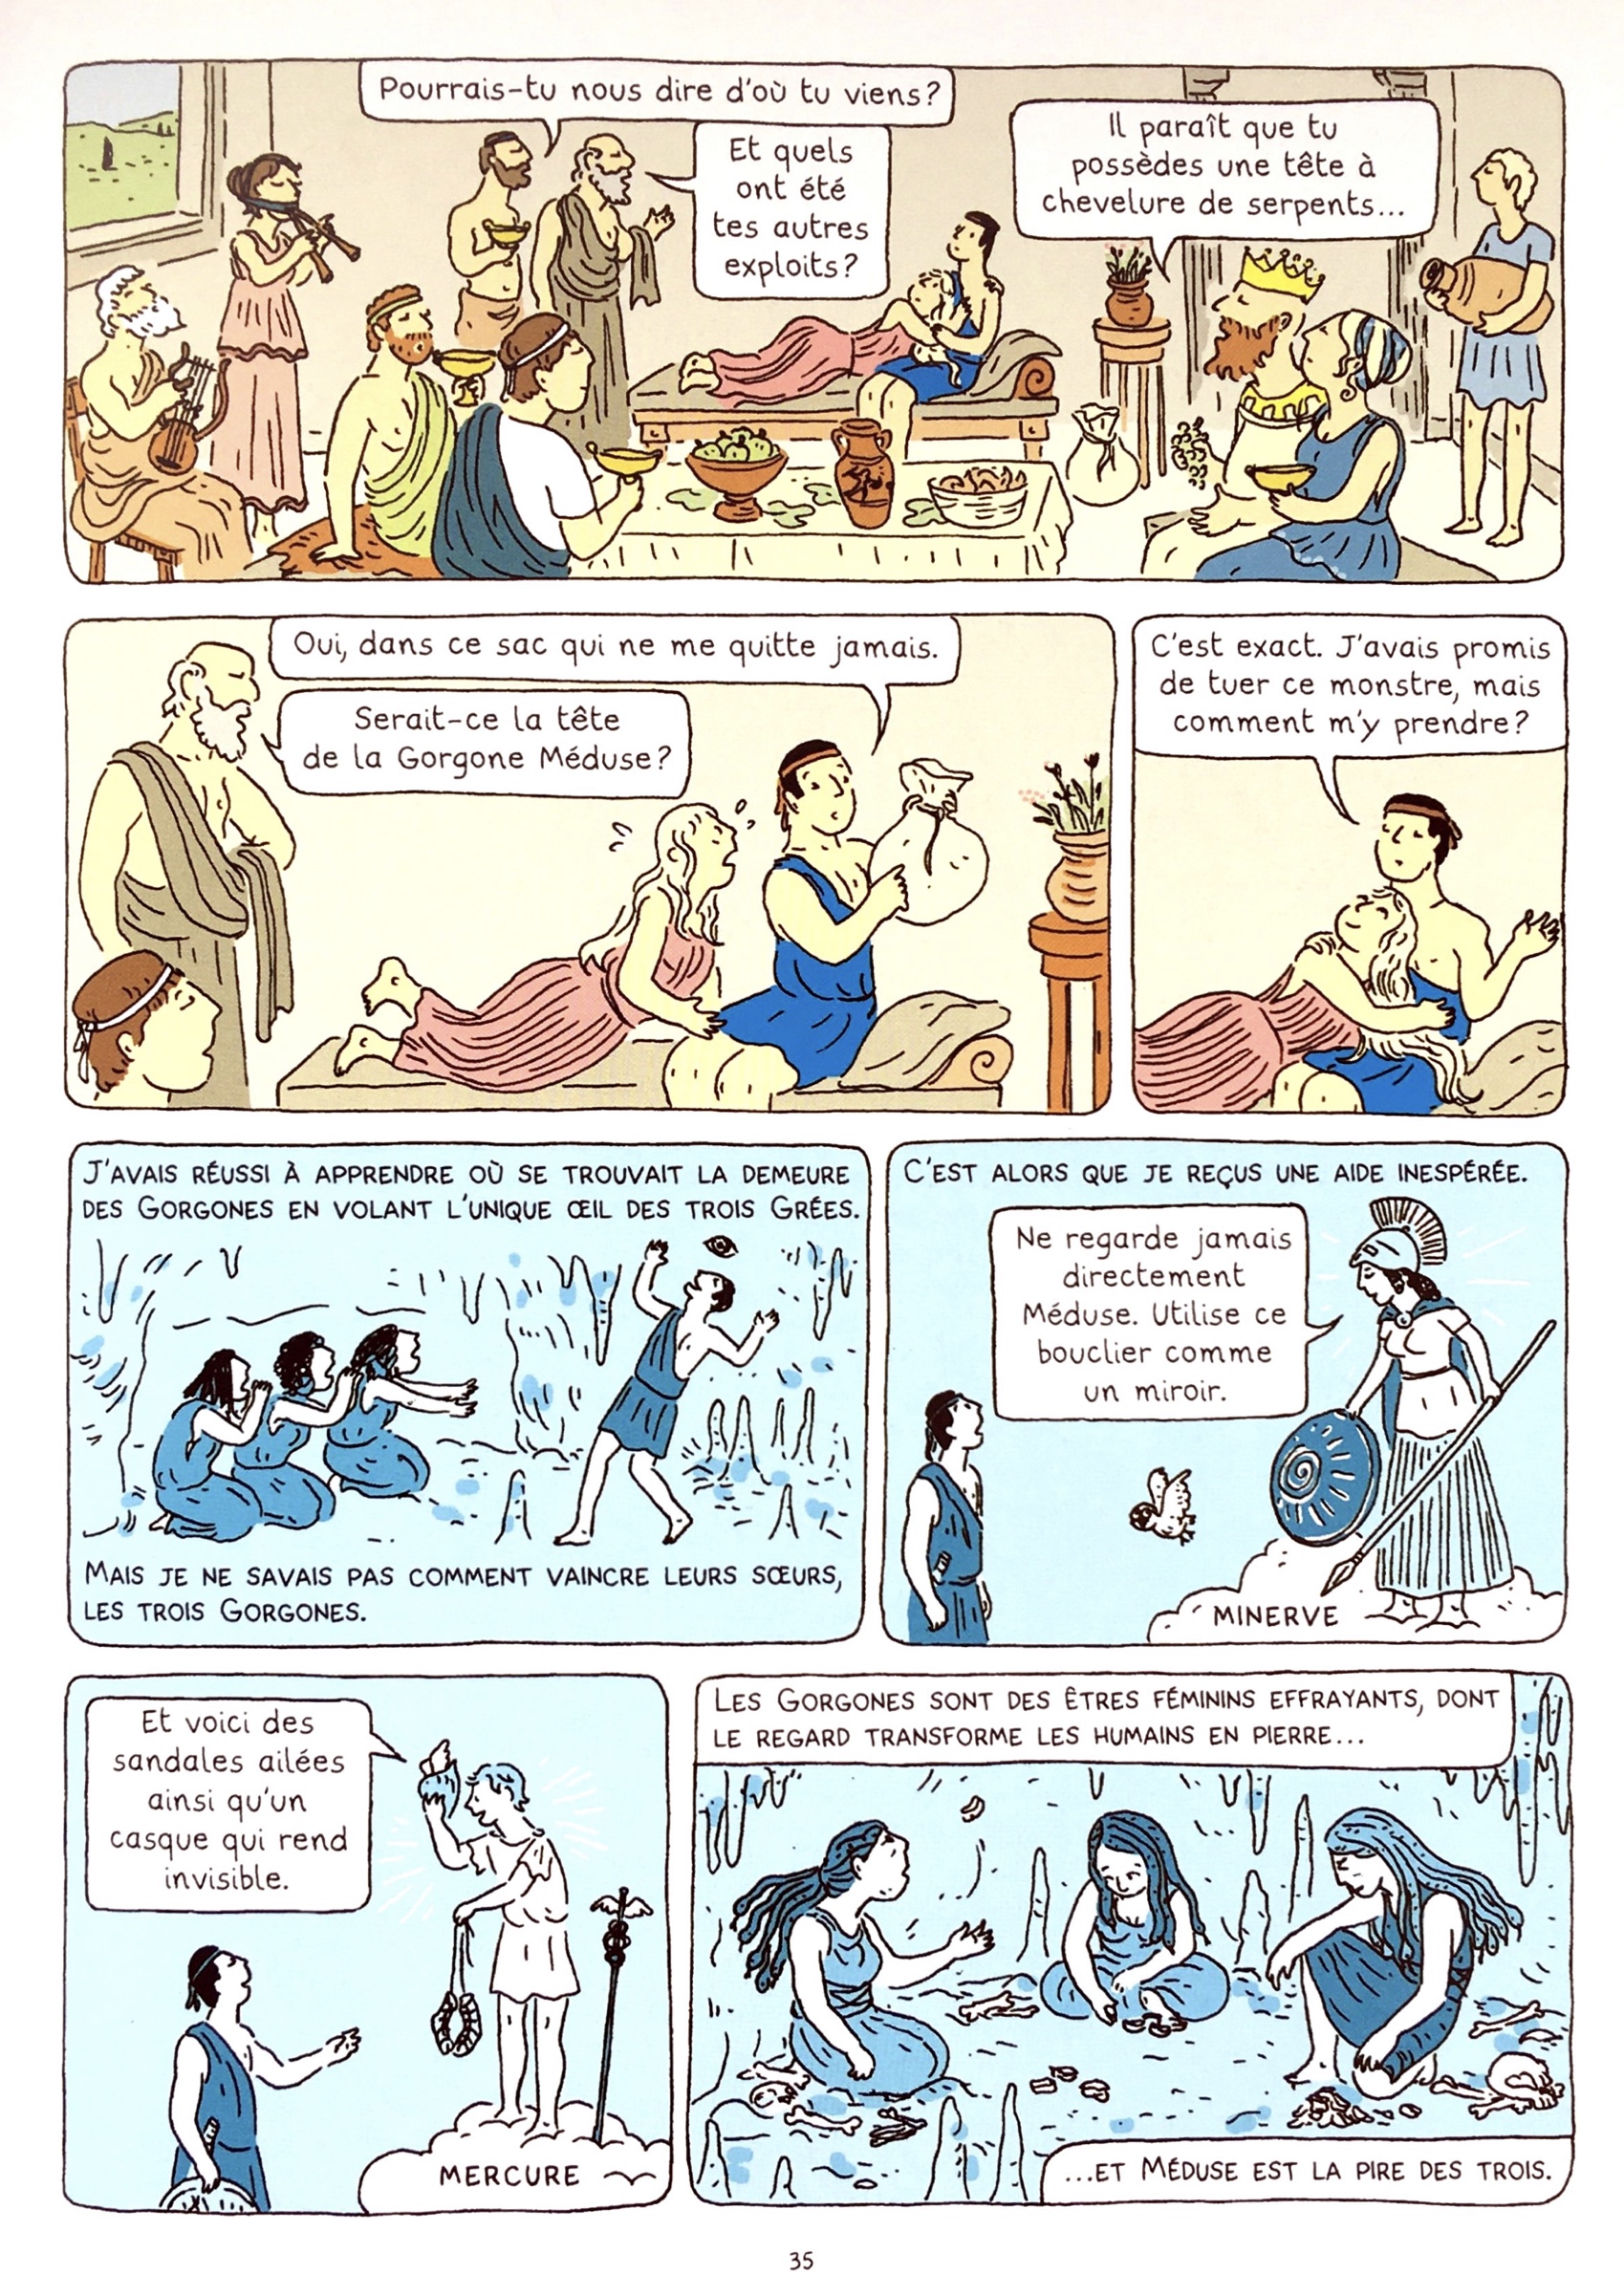 Pourrais-tu nous dire d'où tu viens?
Et quels
ont été
tes autres
exploits?
Il paraît que tu
possèdes une tête à
chevelure de serpents...
Oui, dans ce sac qui ne me quitte jamais.
Serait-ce la tête
de la Gorgone Méduse?
C'est exact. J'avais promis
de tuer ce monstre, mais
comment m'y prendre?
J'AVAIS RÉUSSI À APPRENDRE OÙ SE TROUVAIT LA DEMEURE
DES GORGONES EN VOLANT L'UNIQUE ŒIL DES TROIS GRÉES.
MAIS JE NE SAVAIS PAS COMMENT VAINCRE LEURS SŒURS,
LES TROIS GORGONES.
C'EST ALORS QUE JE REÇUS UNE AIDE INESPÉRÉE.
Ne regarde jamais
directement
Méduse. Utilise ce
bouclier comme
un miroir.
MINERVE
Et voici des
sandales ailées
ainsi qu'un
casque qui rend
invisible.
MERCURE
LES GORGONES SONT DES ÊTRES FÉMININS EFFRAYANTS, DONT
LE REGARD TRANSFORME LES HUMAINS EN PIERRE...
...ET MÉDUSE EST LA PIRE DES TROIS.
35